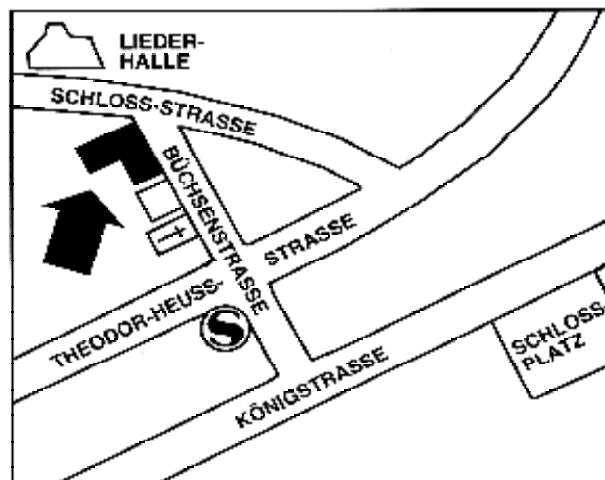 LIEDER-
HALLE
SCHLOSS-STRASSE
BÜCHSENSTRASSE
THEODOR-HEUSS-
STRASSE
S
KÖNIGSTRASSE
SCHLOSS-
PLATZ